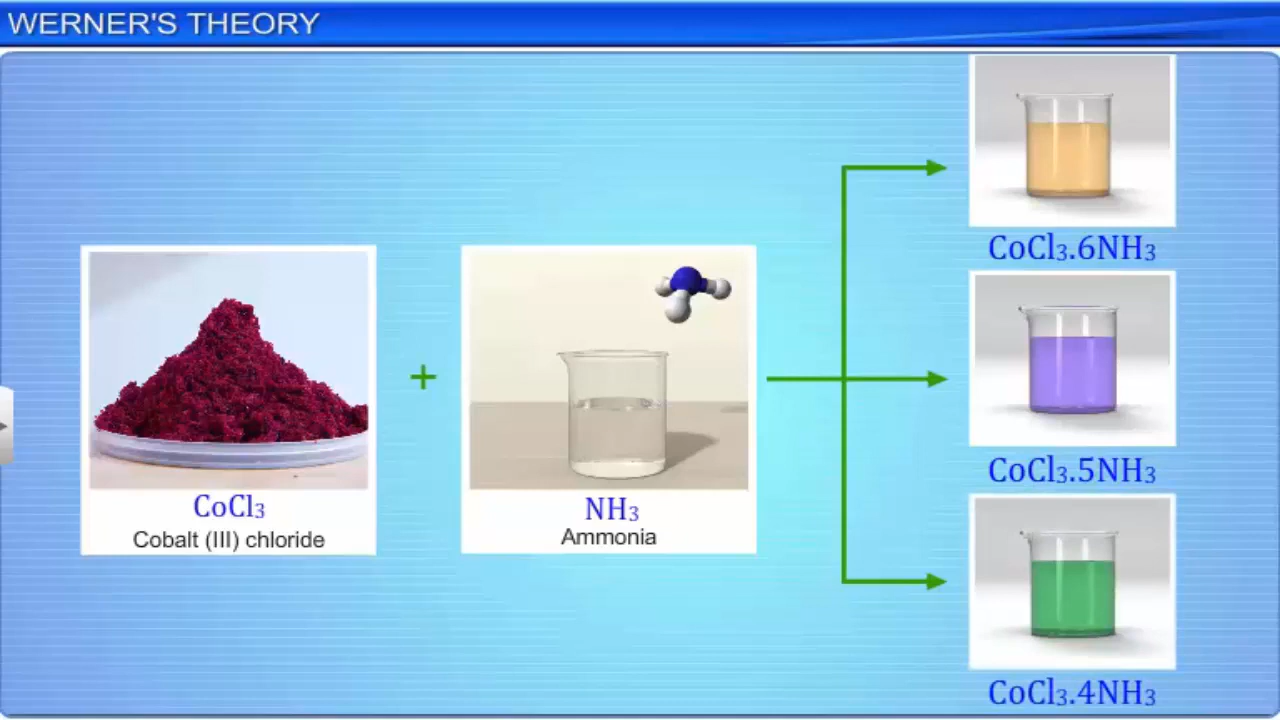 WERNER'S THEORY
CoCl₃
Cobalt (III) chloride
+
NH₃
Ammonia
CoCl₃.6NH₃
CoCl₃.5NH₃
CoCl₃.4NH₃